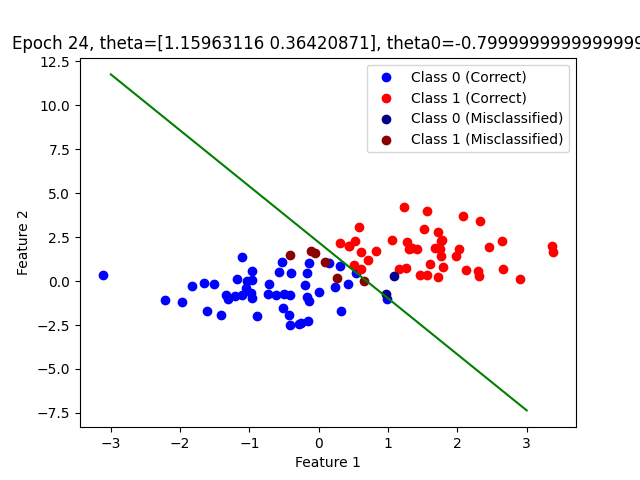 Epoch 24, theta=[1.15963116 0.36420871], theta0=-0.7999999999999999
Class 0 (Correct)
Class 1 (Correct)
Class 0 (Misclassified)
Class 1 (Misclassified)
12.5
10.0
7.5
5.0
2.5
0.0
−2.5
−5.0
−7.5
Feature 2
−3 −2 −1 0 1 2 3
Feature 1